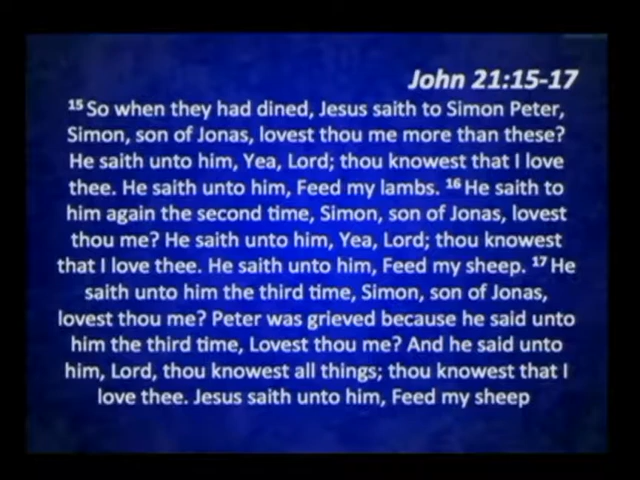 John 21:15-17
15 So when they had dined, Jesus saith to Simon Peter,
Simon, son of Jonas, lovest thou me more than these?
He saith unto him, Yea, Lord; thou knowest that I love
thee. He saith unto him, Feed my lambs. 16 He saith to
him again the second time, Simon, son of Jonas, lovest
thou me? He saith unto him, Yea, Lord; thou knowest
that I love thee. He saith unto him, Feed my sheep. 17 He
saith unto him the third time, Simon, son of Jonas,
lovest thou me? Peter was grieved because he said unto
him the third time, Lovest thou me? And he said unto
him, Lord, thou knowest all things; thou knowest that I
love thee. Jesus saith unto him, Feed my sheep